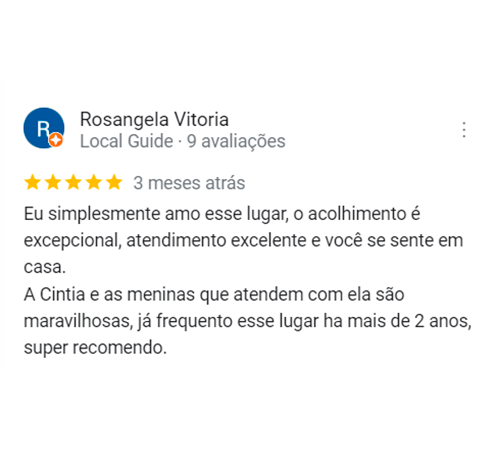 R
Rosangela Vitoria
Local Guide · 9 avaliações
3 meses atrás
Eu simplesmente amo esse lugar, o acolhimento é
excepcional, atendimento excelente e você se sente em
casa.
A Cintia e as meninas que atendem com ela são
maravilhosas, já frequento esse lugar ha mais de 2 anos,
super recomendo.